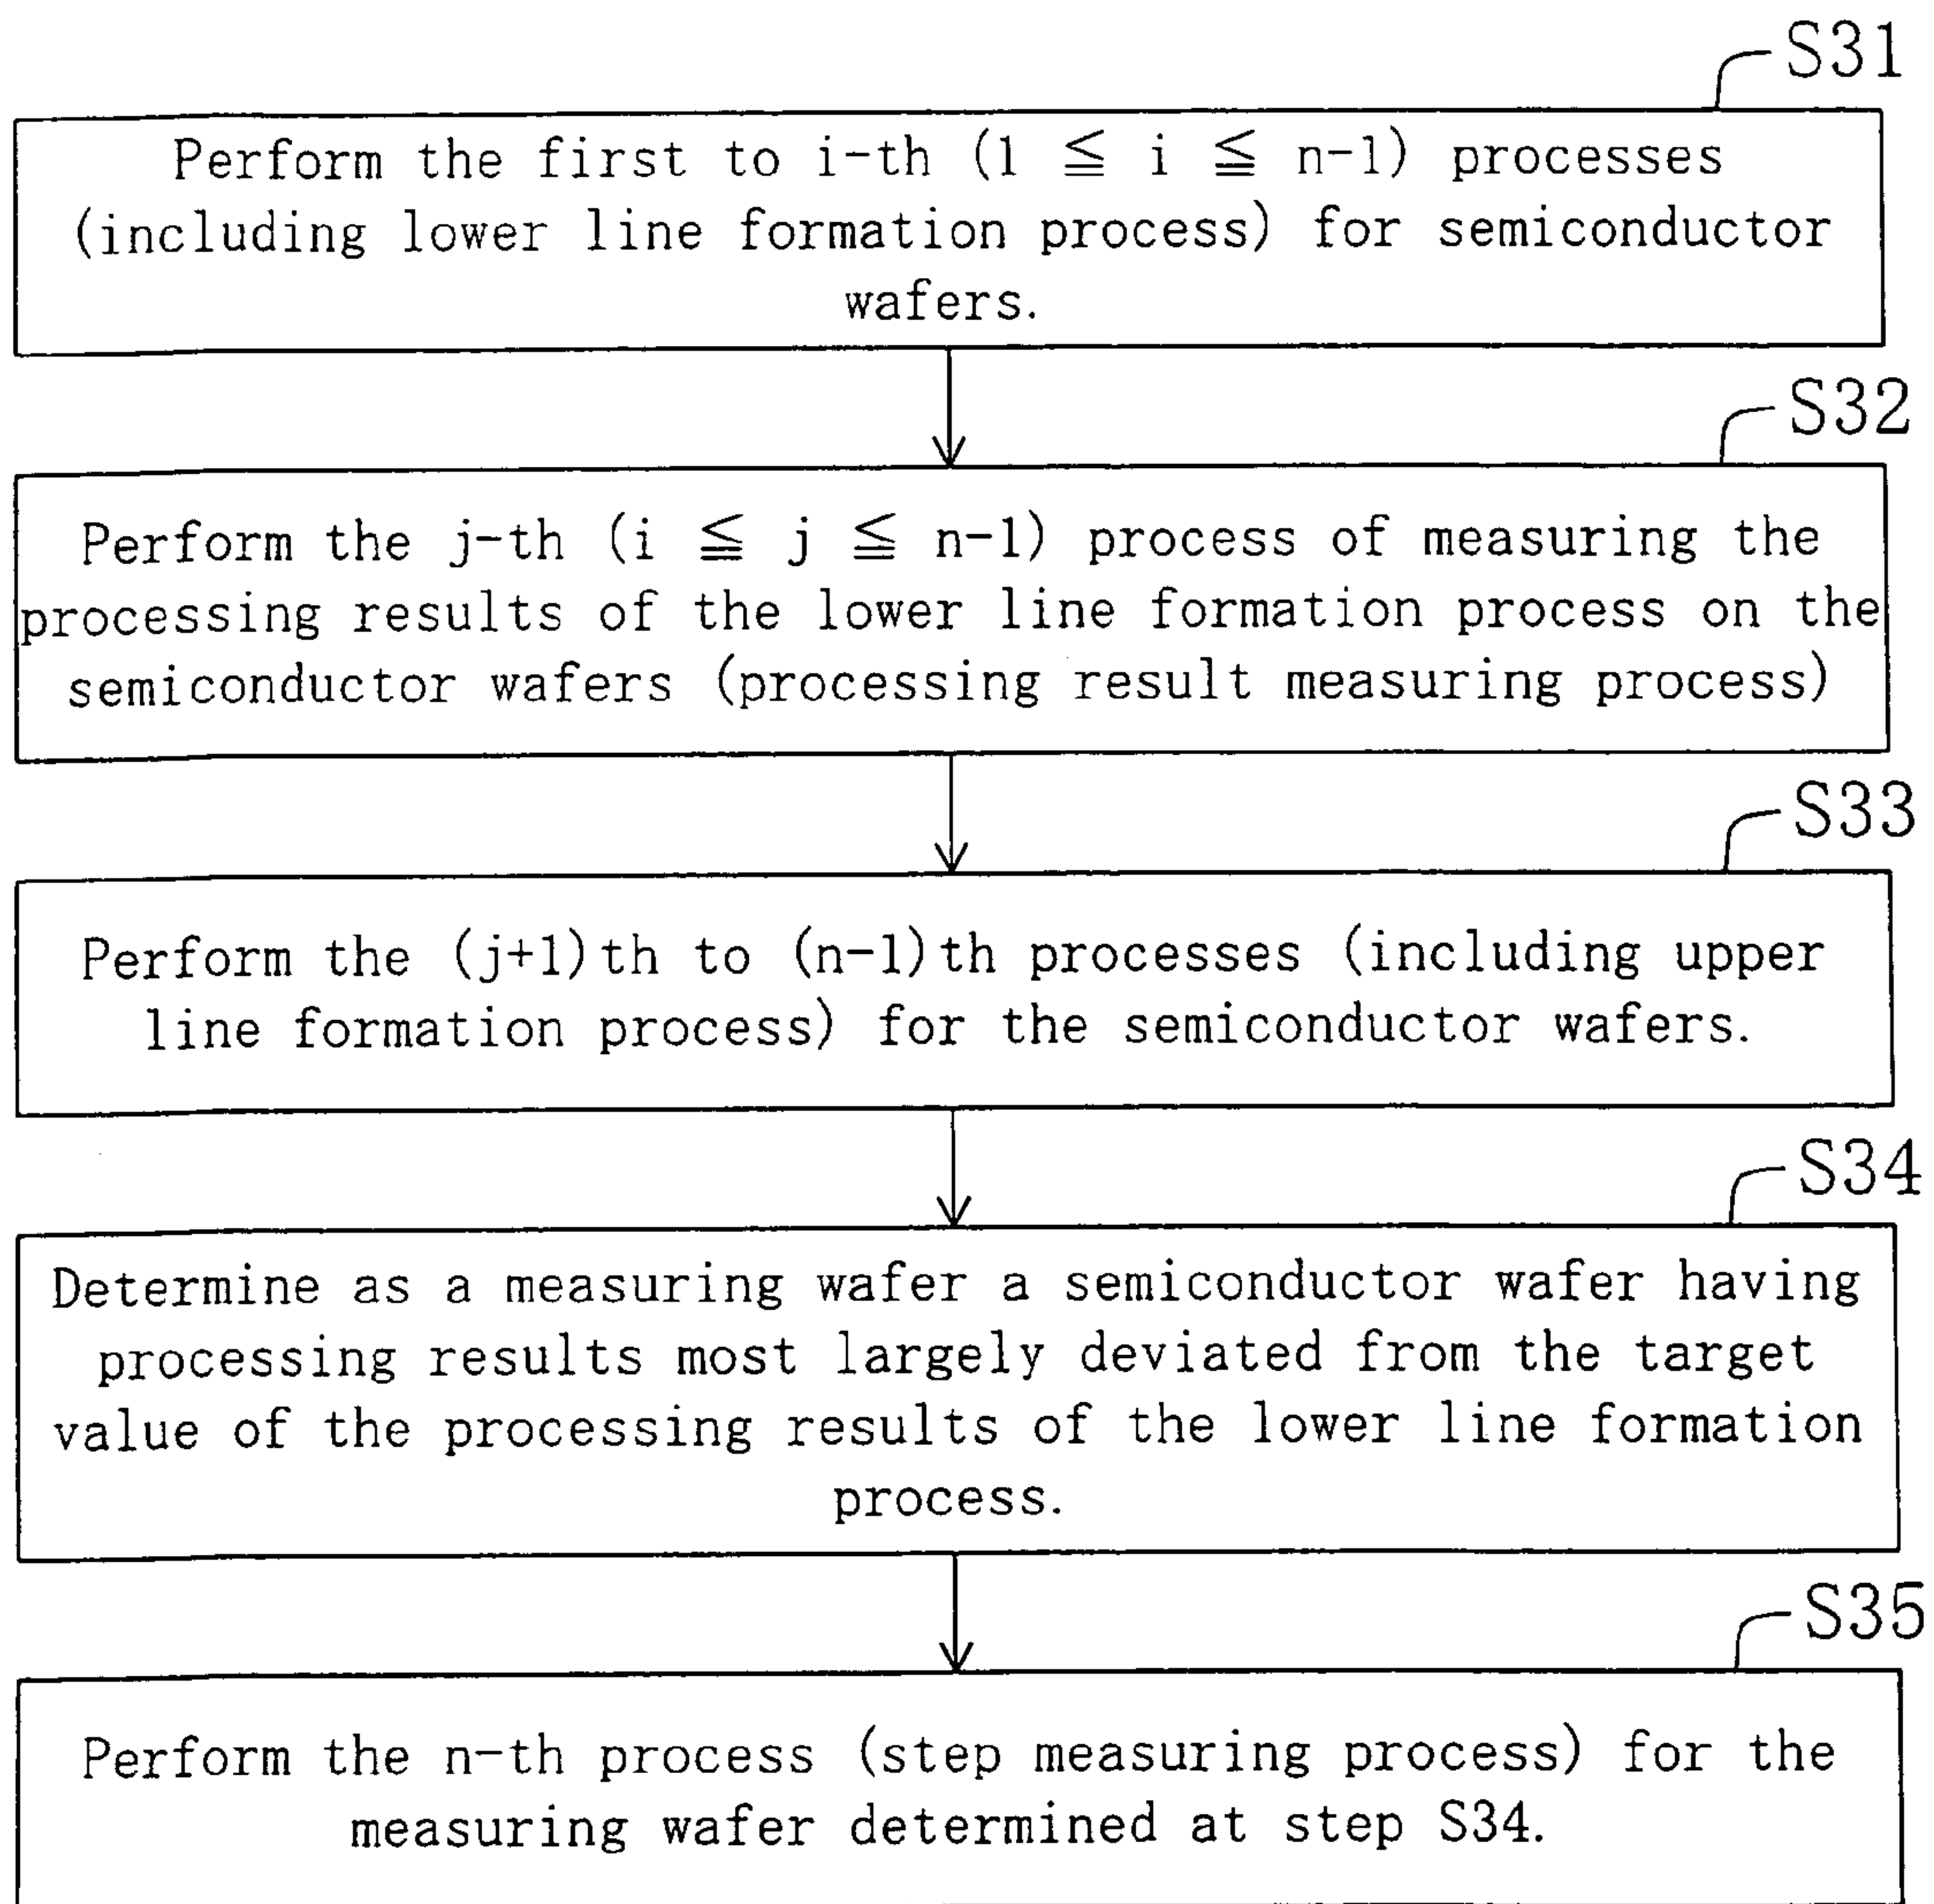 S31
Perform the first to i-th (1 ≦ i ≦ n-1) processes
(including lower line formation process) for semiconductor
wafers.
S32
Perform the j-th (i ≦ j ≦ n-1) process of measuring the
processing results of the lower line formation process on the
semiconductor wafers (processing result measuring process)
S33
Perform the (j+1)th to (n-1)th processes (including upper
line formation process) for the semiconductor wafers.
S34
Determine as a measuring wafer a semiconductor wafer having
processing results most largely deviated from the target
value of the processing results of the lower line formation
process.
S35
Perform the n-th process (step measuring process) for the
measuring wafer determined at step S34.